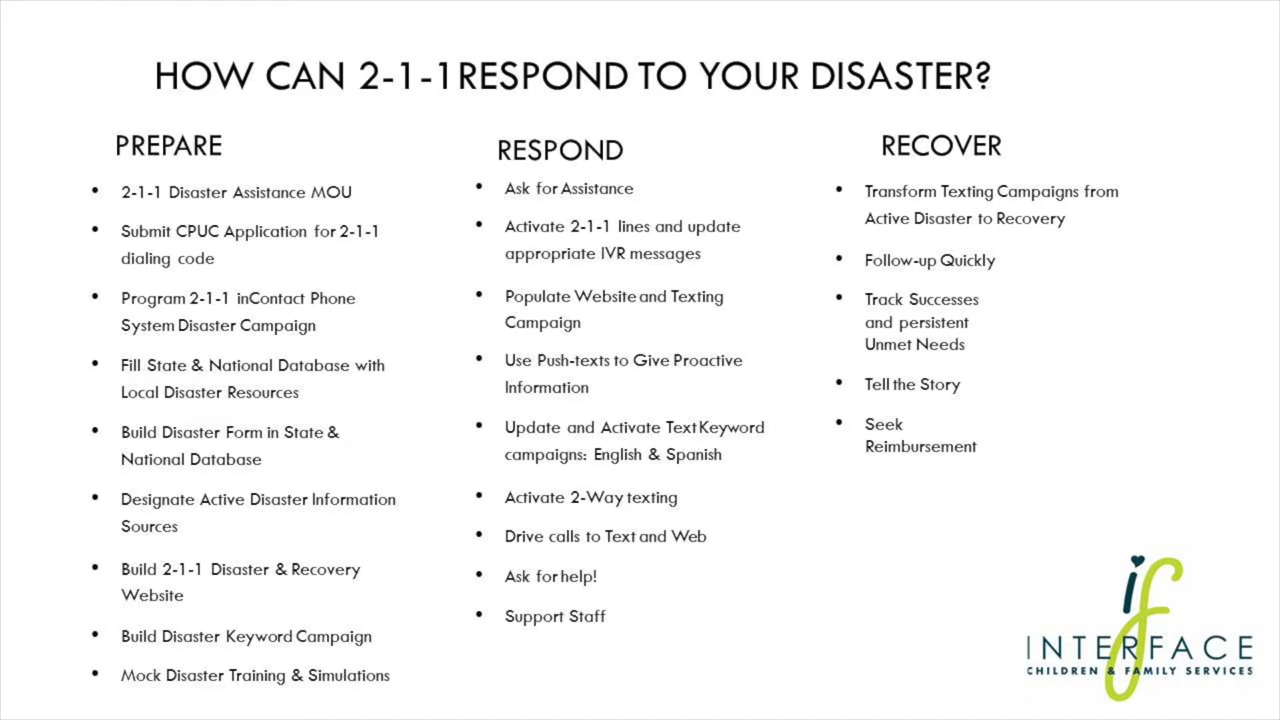 HOW CAN 2-1-1 RESPOND TO YOUR DISASTER?
PREPARE
• 2-1-1 Disaster Assistance MOU
• Submit CPUC Application for 2-1-1
dialing code
• Program 2-1-1 inContact Phone
System Disaster Campaign
• Fill State & National Database with
Local Disaster Resources
• Build Disaster Form in State &
National Database
• Designate Active Disaster Information
Sources
• Build 2-1-1 Disaster & Recovery
Website
• Build Disaster Keyword Campaign
• Mock Disaster Training & Simulations
RESPOND
• Ask for Assistance
• Activate 2-1-1 lines and update
appropriate IVR messages
• Populate Website and Texting
Campaign
• Use Push-texts to Give Proactive
Information
• Update and Activate Text Keyword
campaigns: English & Spanish
• Activate 2-Way texting
• Drive calls to Text and Web
• Ask for help!
• Support Staff
RECOVER
• Transform Texting Campaigns from
Active Disaster to Recovery
• Follow-up Quickly
• Track Successes
and persistent
Unmet Needs
• Tell the Story
• Seek
Reimbursement
if
INTERFACE
CHILDREN & FAMILY SERVICES